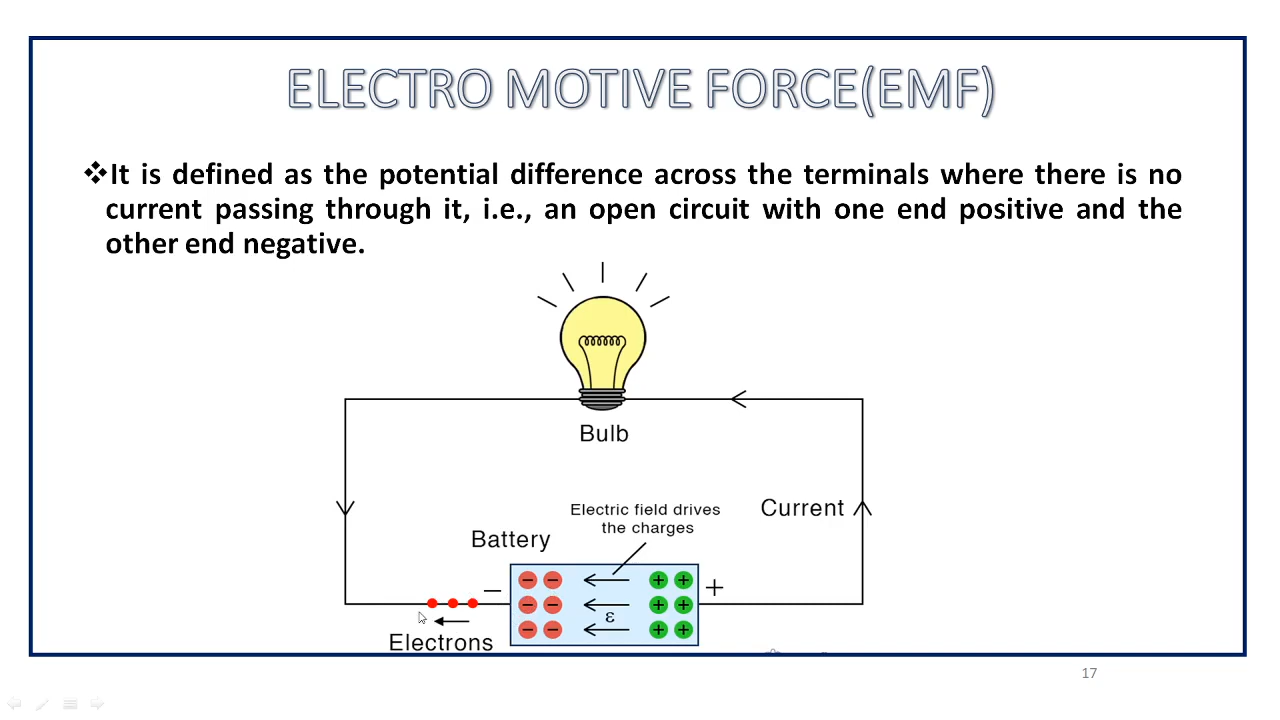 ELECTRO MOTIVE FORCE(EMF)
❖It is defined as the potential difference across the terminals where there is no
current passing through it, i.e., an open circuit with one end positive and the
other end negative.
Bulb
Electric field drives
the charges
Current
Battery
− − − ← + + +
− − ← + +
ε
− − ← + +
Electrons
17